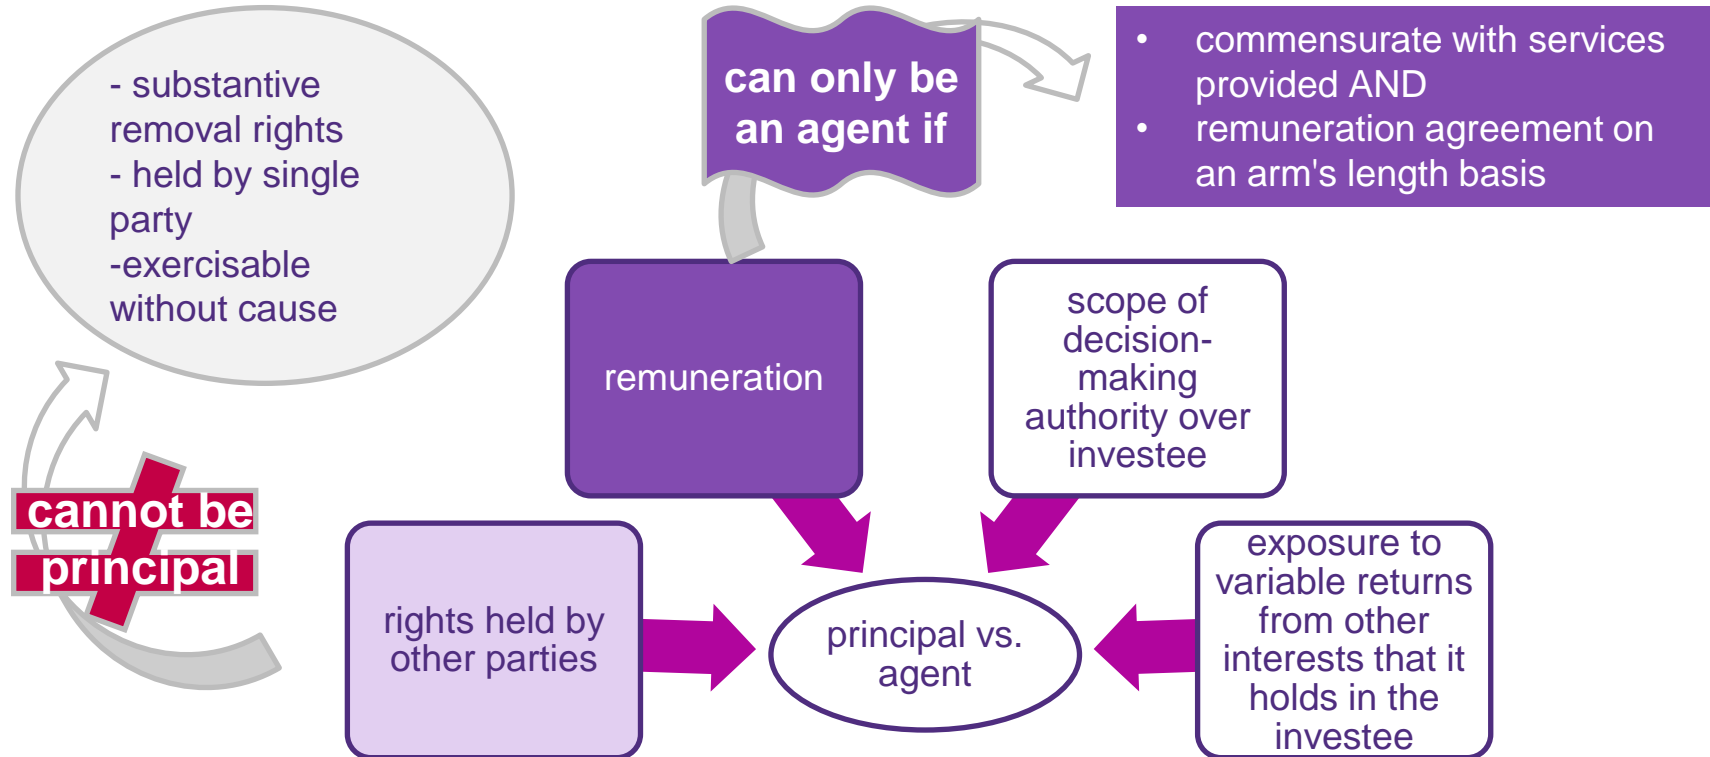 - substantive
removal rights
- held by single
party
-exercisable
without cause
can only be
an agent if
• commensurate with services
provided AND
• remuneration agreement on
an arm's length basis
remuneration
scope of
decision-
making
authority over
investee
cannot be
principal
rights held by
other parties
principal vs.
agent
exposure to
variable returns
from other
interests that it
holds in the
investee